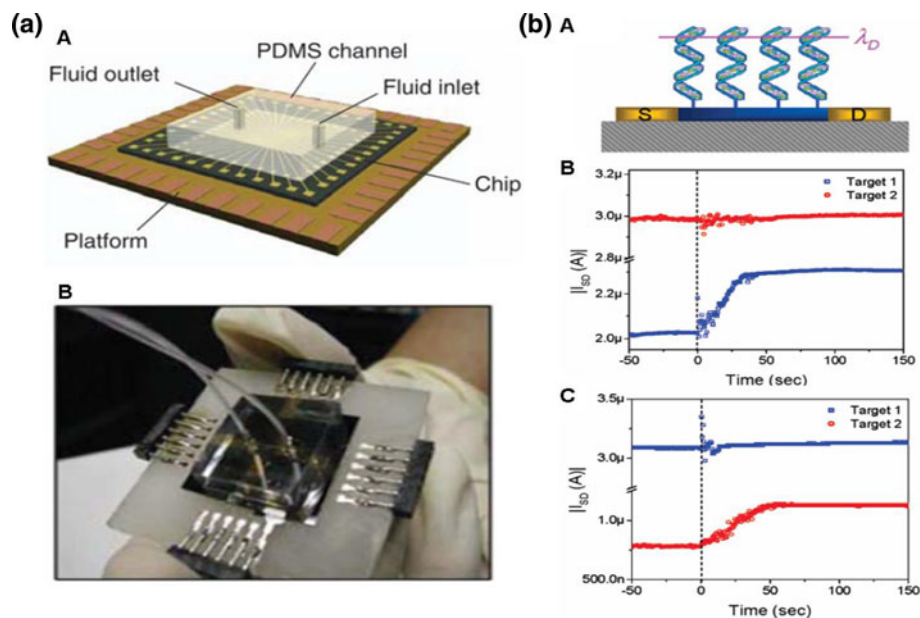 (a)
A
PDMS channel
Fluid outlet
Fluid inlet
Chip
Platform
B
(b)
A
λD
S
D
B
3.2μ
3.0μ
2.8μ
2.2μ
2.0μ
|ISD (A)|
Target 1
Target 2
-50 0 50 100 150
Time (sec)
C
3.5μ
3.0μ
1.0μ
500.0n
|ISD (A)|
Target 1
Target 2
-50 0 50 100 150
Time (sec)